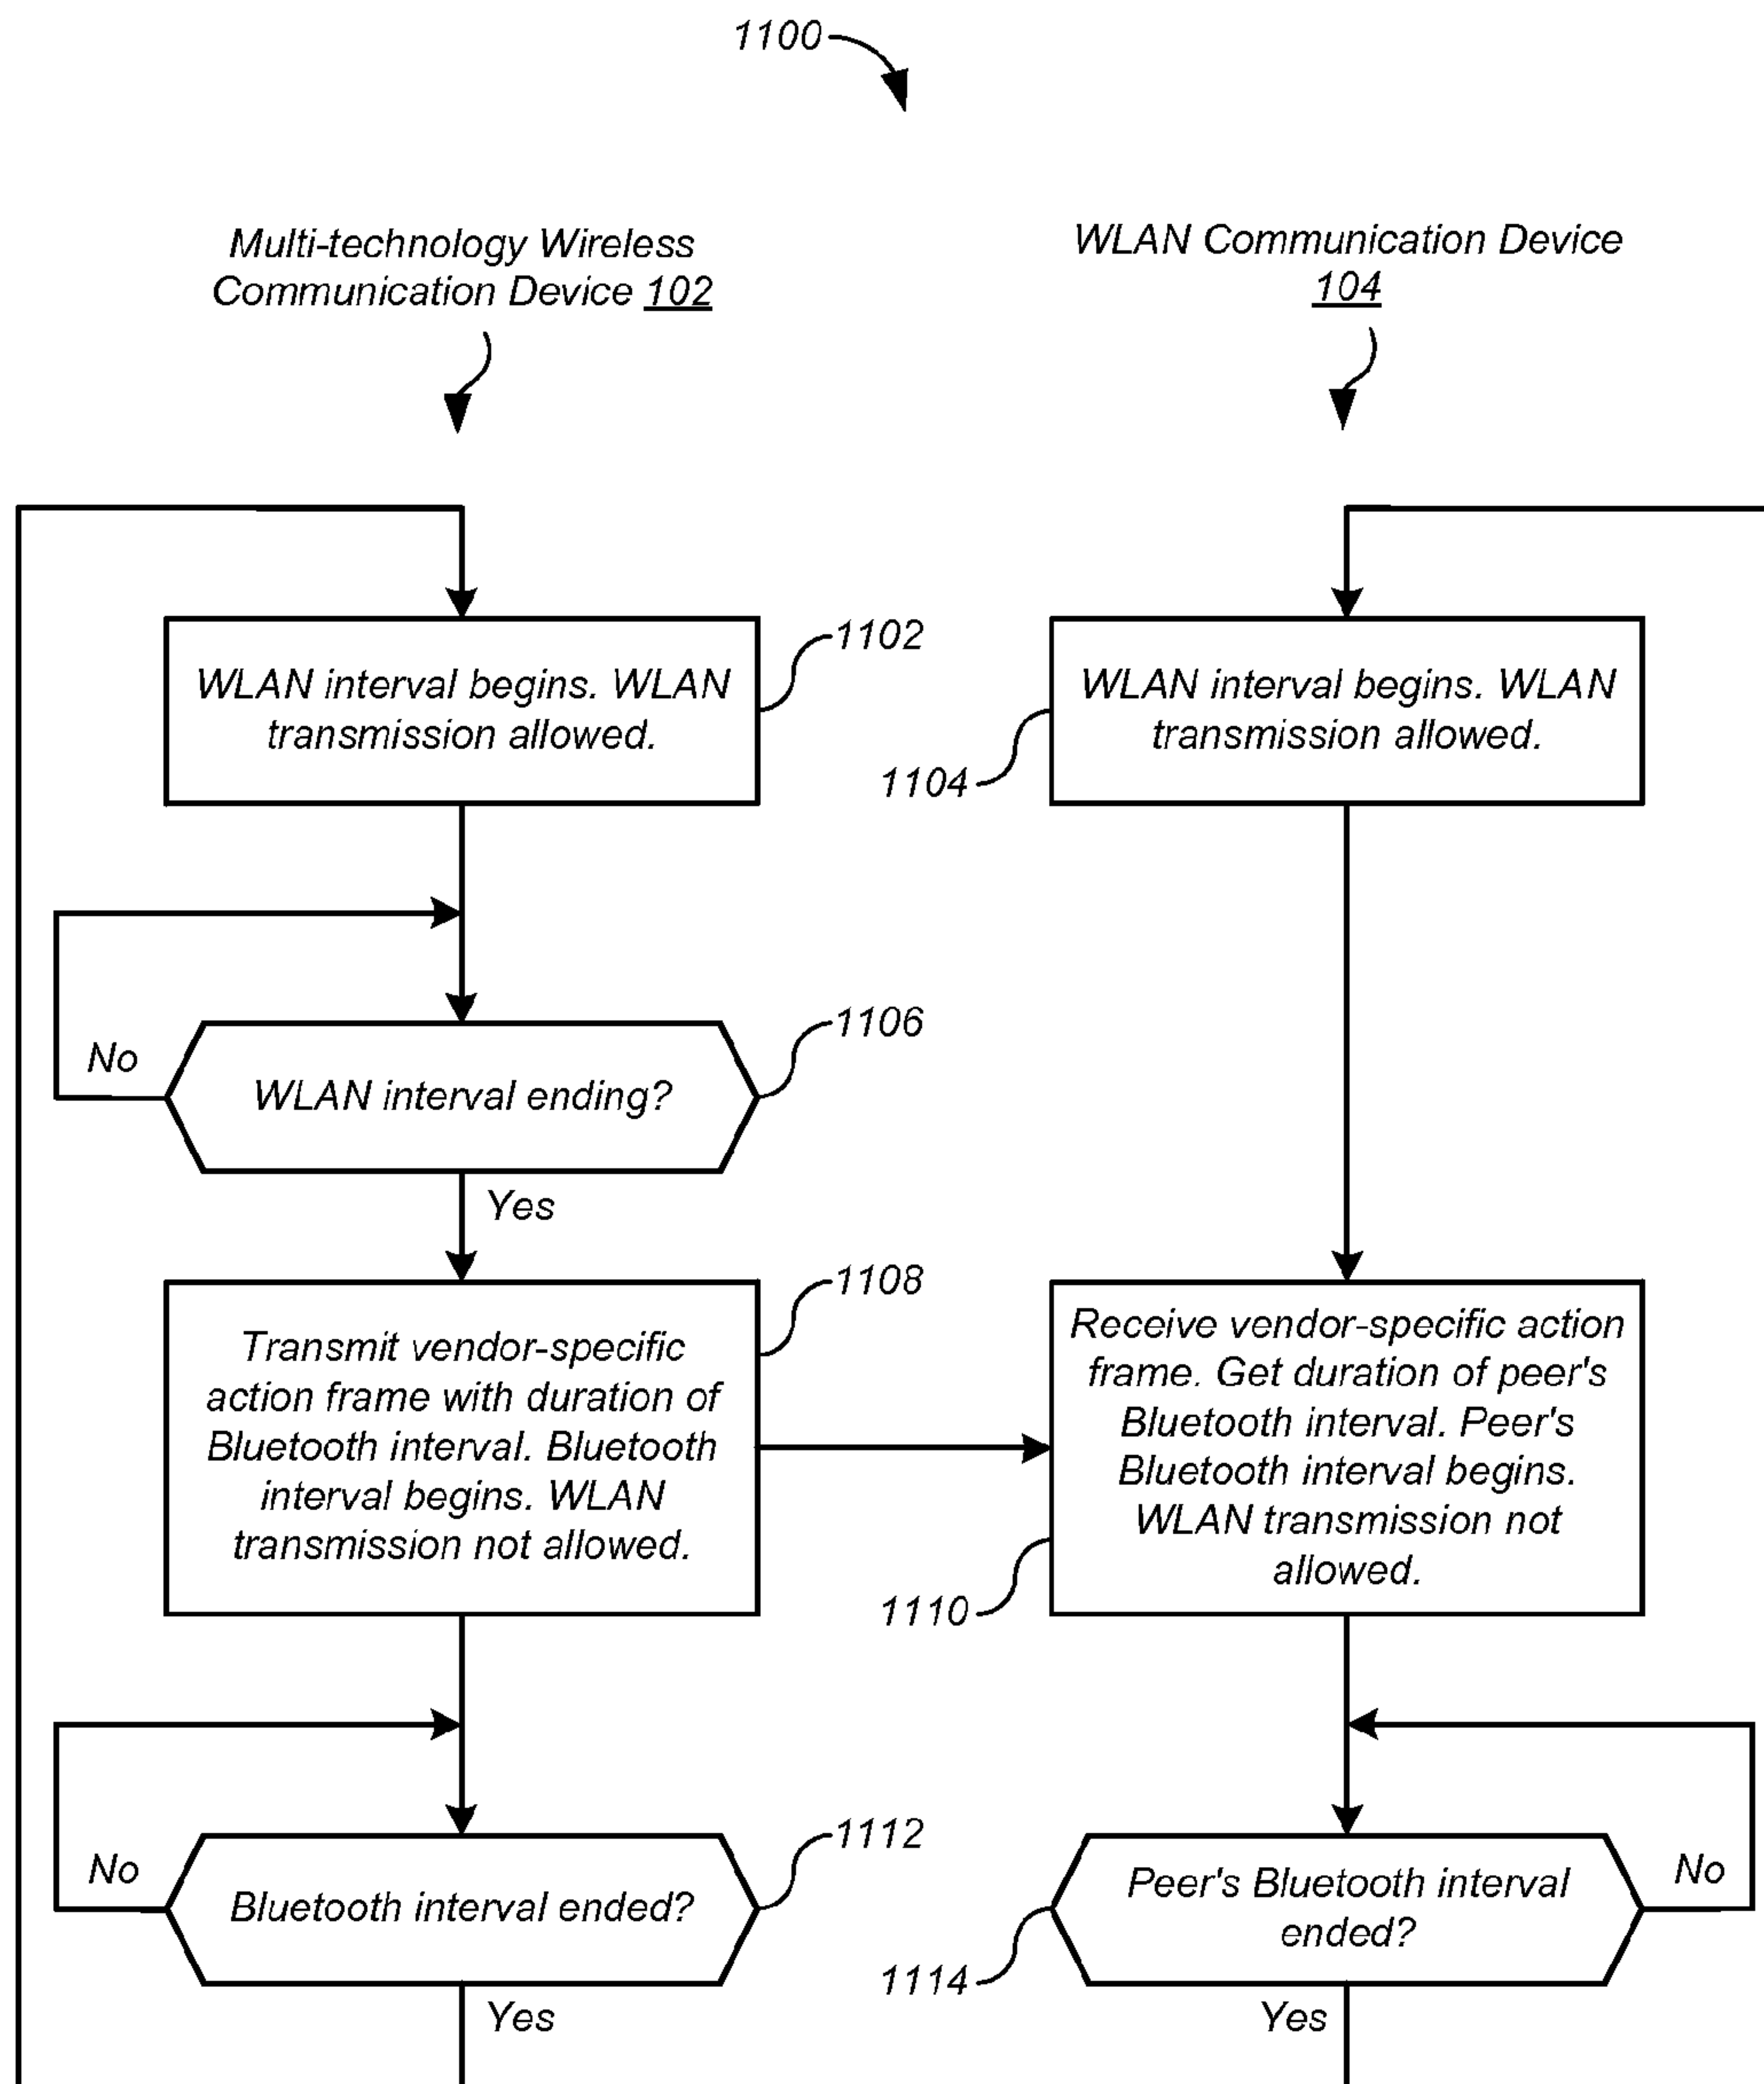 1100
Multi-technology Wireless
Communication Device 102
WLAN Communication Device
104
WLAN interval begins. WLAN
transmission allowed.
1102
WLAN interval begins. WLAN
transmission allowed.
1104
No
WLAN interval ending?
1106
Yes
Transmit vendor-specific
action frame with duration of
Bluetooth interval. Bluetooth
interval begins. WLAN
transmission not allowed.
1108
Receive vendor-specific action
frame. Get duration of peer's
Bluetooth interval. Peer's
Bluetooth interval begins.
WLAN transmission not
allowed.
1110
No
Bluetooth interval ended?
1112
Yes
Peer's Bluetooth interval
ended?
No
1114
Yes